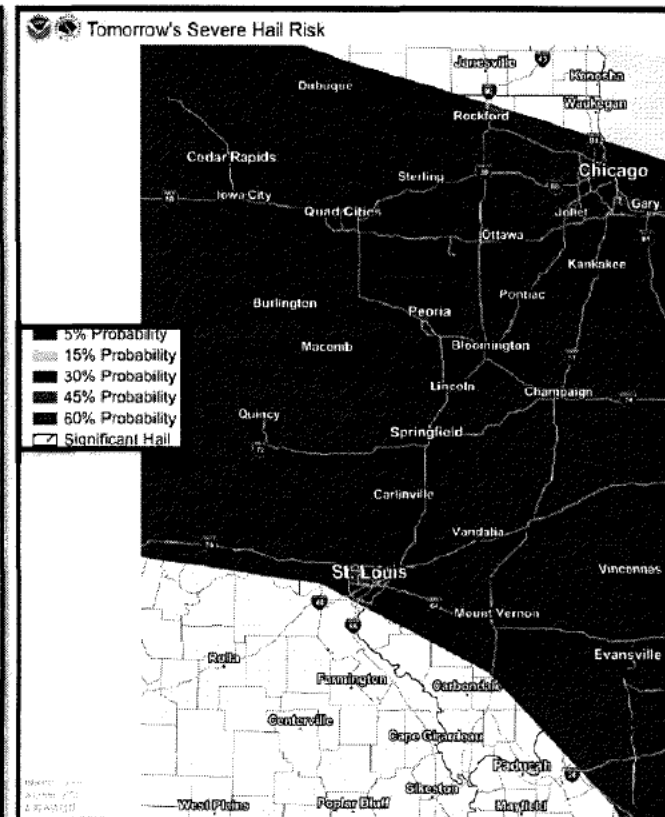 Tomorrow's Severe Hail Risk
Janesville
Kenosha
Dubuque
Waukegan
Rockford
Cedar Rapids
Sterling
Chicago
Iowa City
Quad Cities
Joliet
Gary
Ottawa
Kankakee
Burlington
Pontiac
Peoria
5% Probability
15% Probability
30% Probability
45% Probability
60% Probability
Significant Hail
Macomb
Bloomington
Lincoln
Champaign
Quincy
Springfield
Carlinville
Vandalia
St. Louis
Vincennes
Mount Vernon
Rolla
Evansville
Farmington
Carbondale
Centerville
Cape Girardeau
Paducah
Sikeston
West Plains
Poplar Bluff
Mayfield